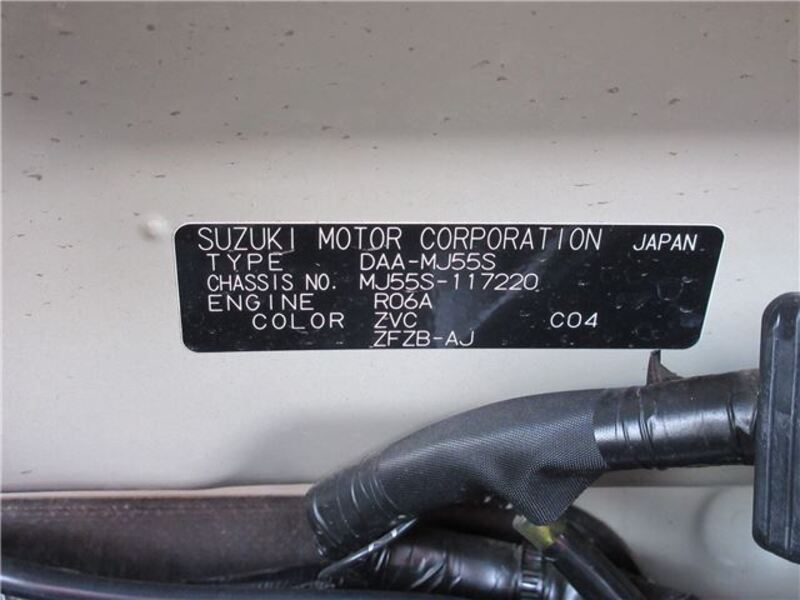 SUZUKI MOTOR CORPORATION JAPAN
TYPE DAA-MJ55S
CHASSIS NO. MJ55S-117220
ENGINE R06A
COLOR ZVC C04
ZFZB-AJ